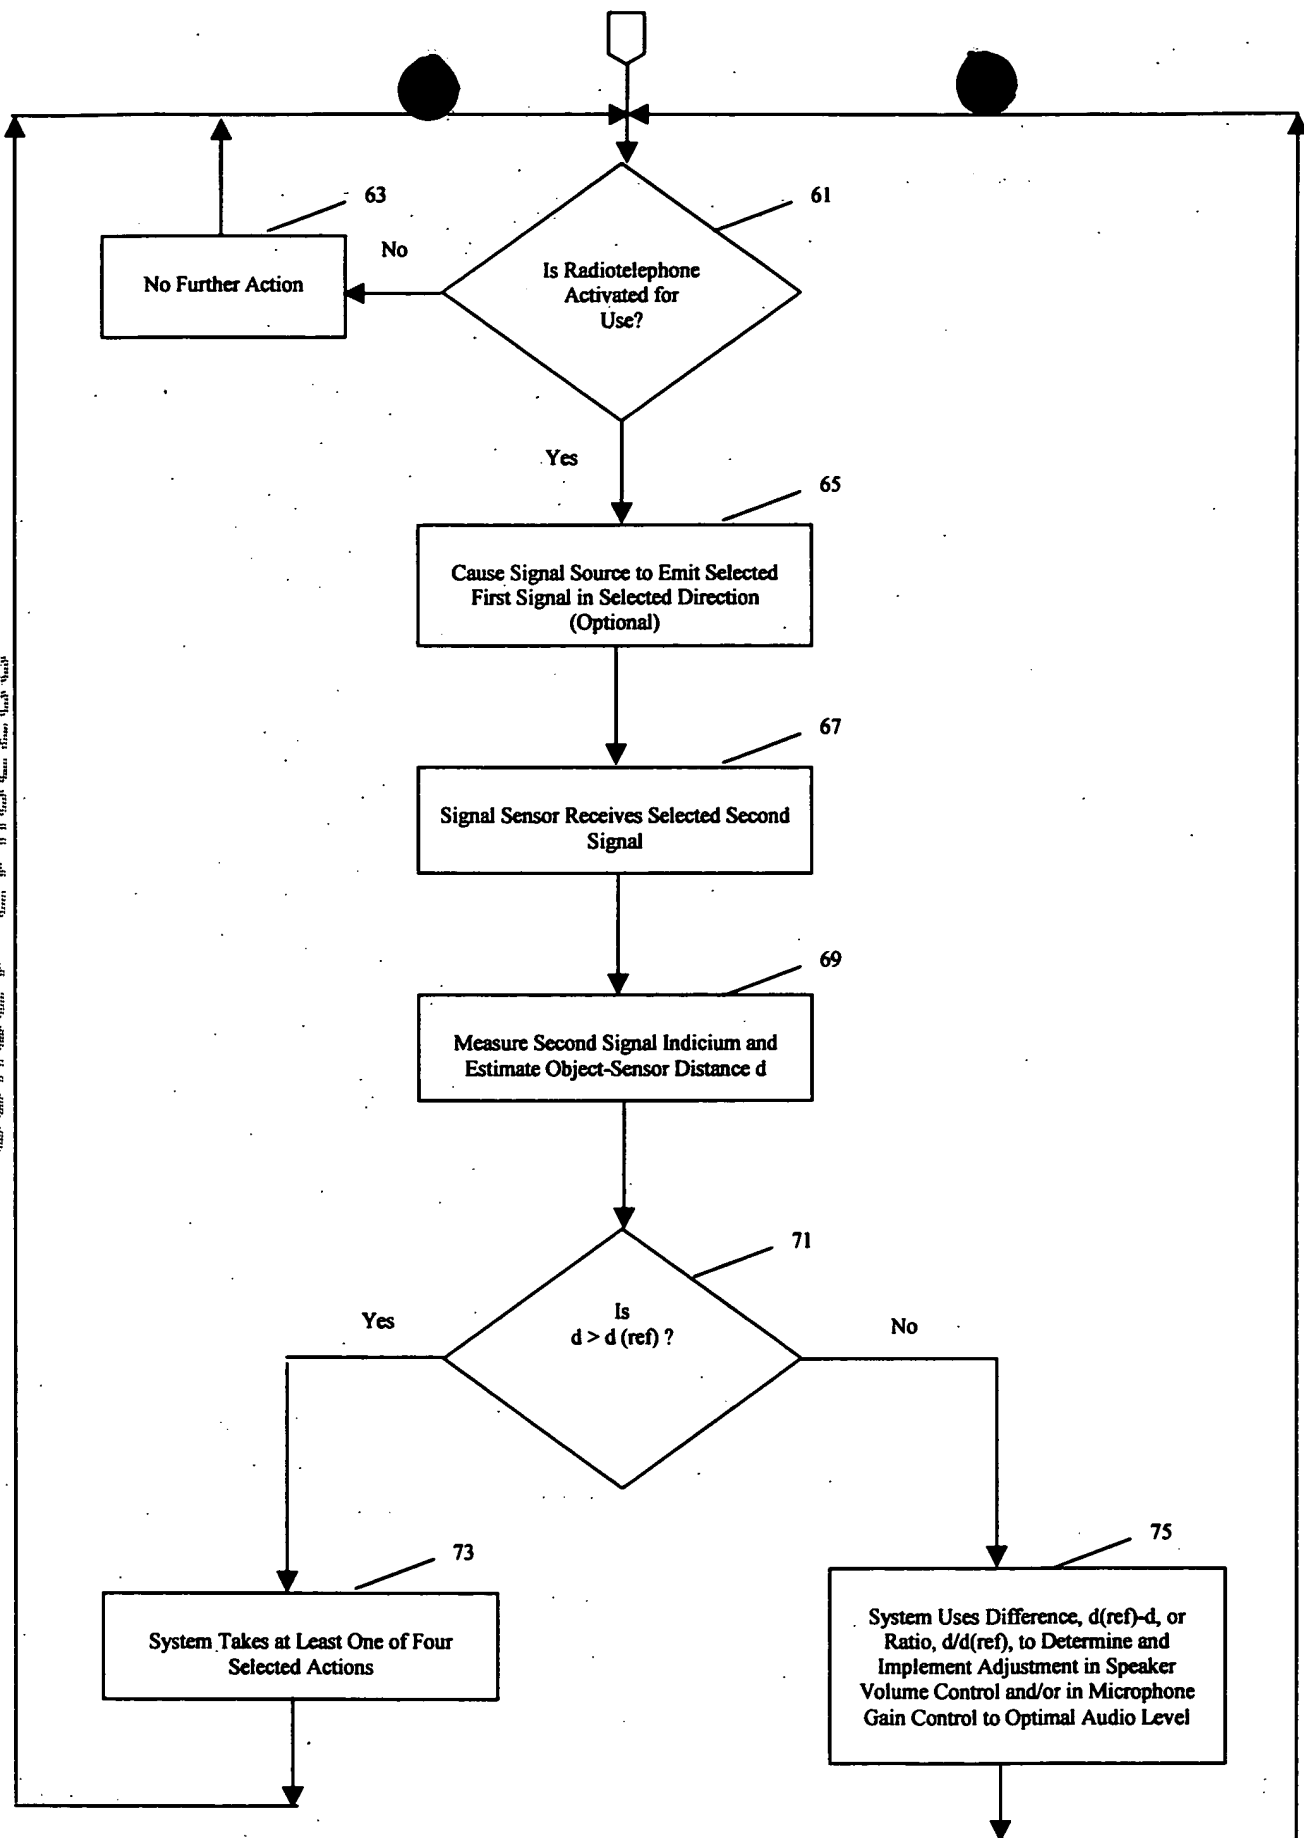 63
61
No
Is Radiotelephone
Activated for
Use?
No Further Action
Yes
65
Cause Signal Source to Emit Selected
First Signal in Selected Direction
(Optional)
67
Signal Sensor Receives Selected Second
Signal
69
Measure Second Signal Indicium and
Estimate Object-Sensor Distance d
71
Is
d > d (ref) ?
Yes
No
73
75
System Takes at Least One of Four
Selected Actions
System Uses Difference, d(ref)-d, or
Ratio, d/d(ref), to Determine and
Implement Adjustment in Speaker
Volume Control and/or in Microphone
Gain Control to Optimal Audio Level